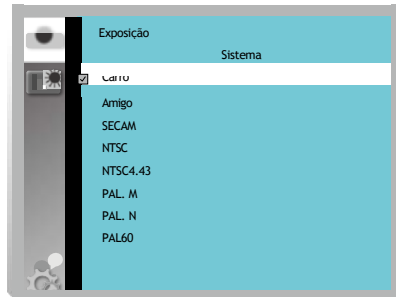 Exposição
Sistema
Carro
Amigo
SECAM
NTSC
NTSC4.43
PAL. M
PAL. N
PAL60